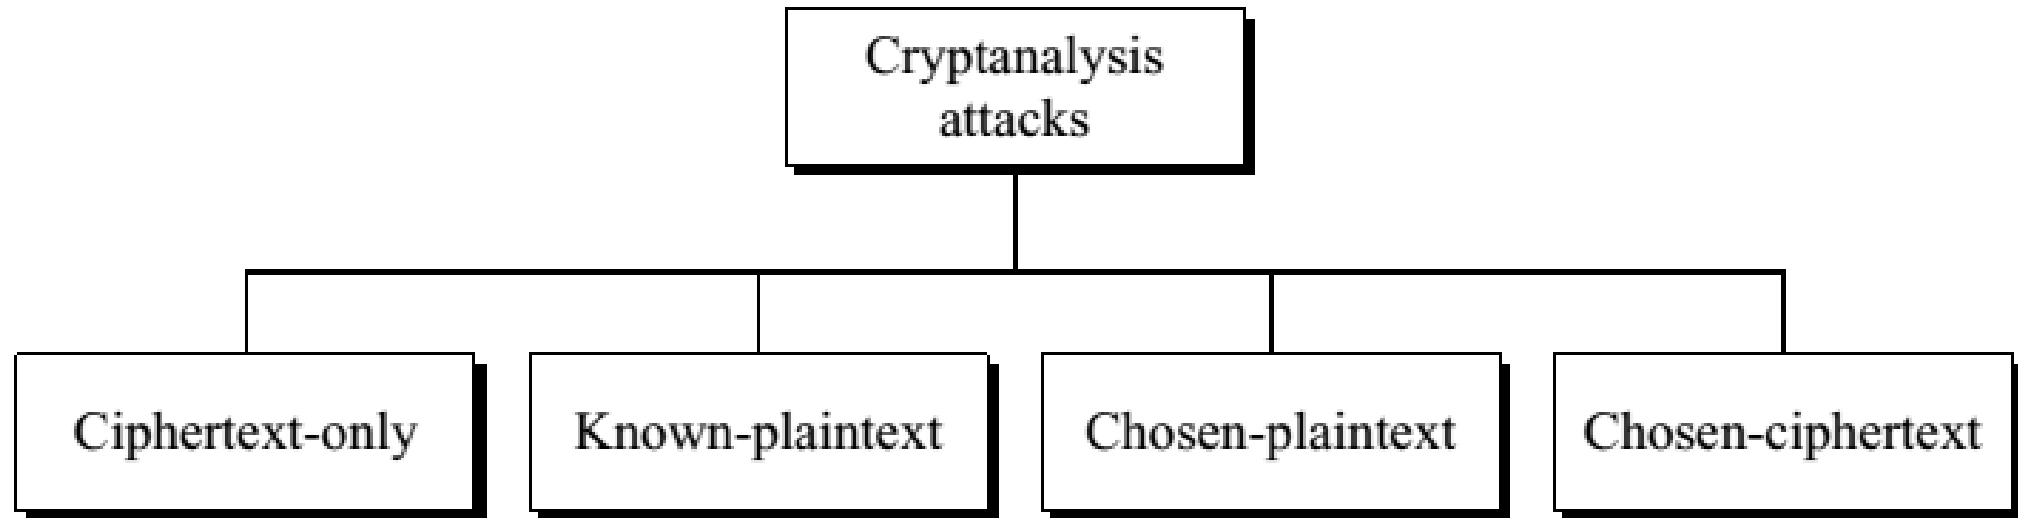 Cryptanalysis
attacks
Ciphertext-only
Known-plaintext
Chosen-plaintext
Chosen-ciphertext